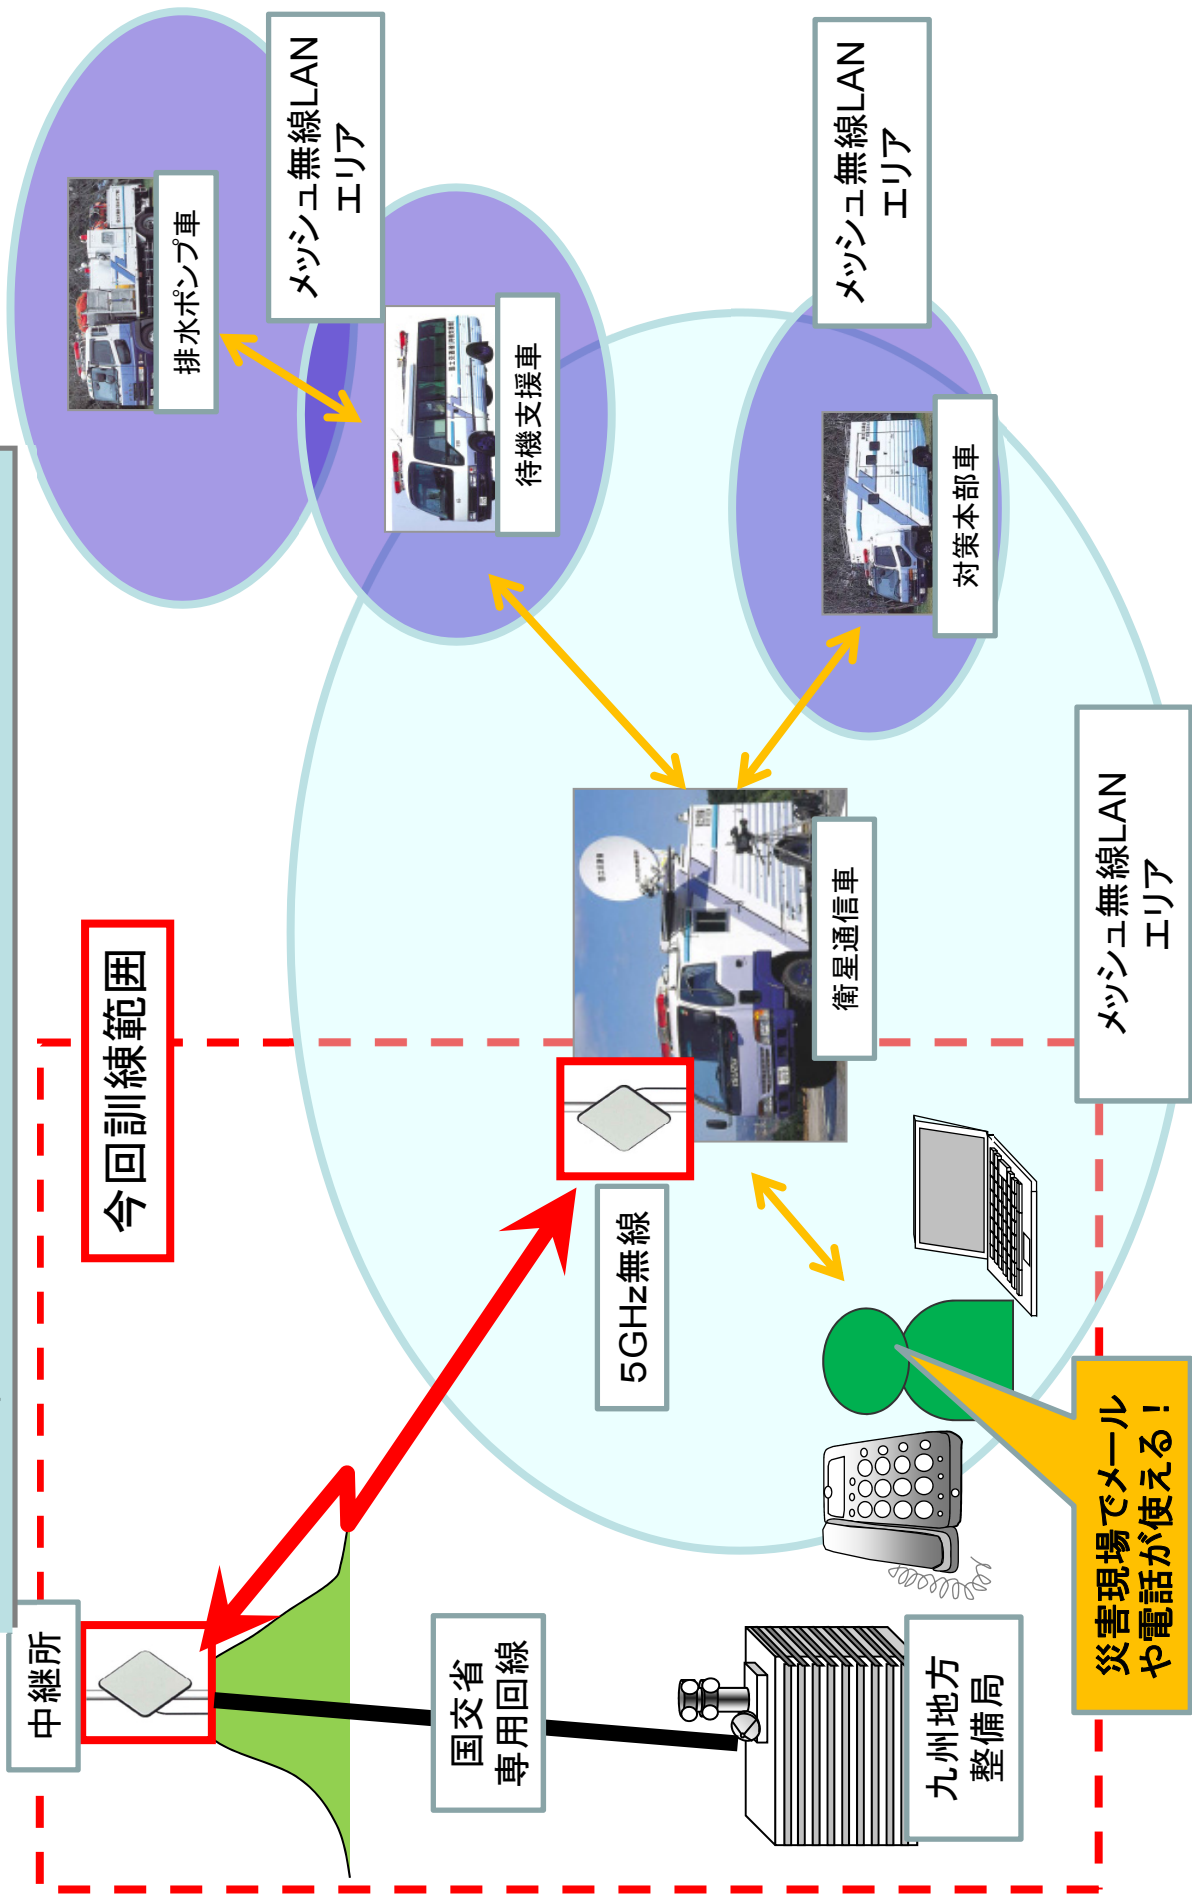 中継所
今回訓練範囲
排水ポンプ車
メッシュ無線LAN
エリア
待機支援車
国交省
専用回線
5GHz無線
衛星通信車
メッシュ無線LAN
エリア
対策本部車
九州地方
整備局
災害現場でメール
や電話が使える！
メッシュ無線LAN
エリア